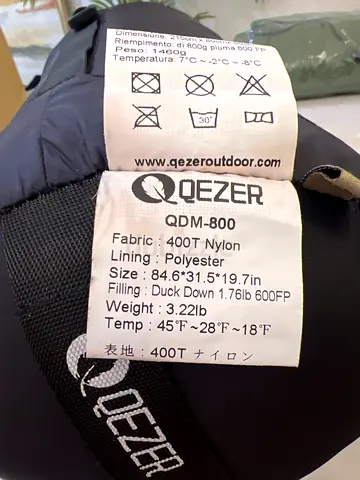 Dimensione: 215cm x
Riempimento: di 800g piuma 600 FP
Peso: 1460g
Temperatura: 7°C ~ -2°C ~ -8°C
30°
www.qezeroutdoor.com
QEZER
QDM-800
Fabric : 400T Nylon
Lining : Polyester
Size : 84.6*31.5*19.7in
Filling : Duck Down 1.76lb 600FP
Weight : 3.22lb
Temp : 45℉~28℉~18℉
表地 : 400T ナイロン
QEZER